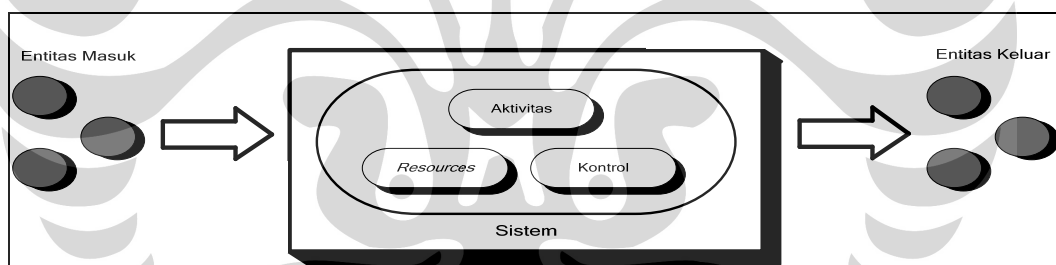 Entitas Masuk
Entitas Keluar
Aktivitas
Resources
Kontrol
Sistem